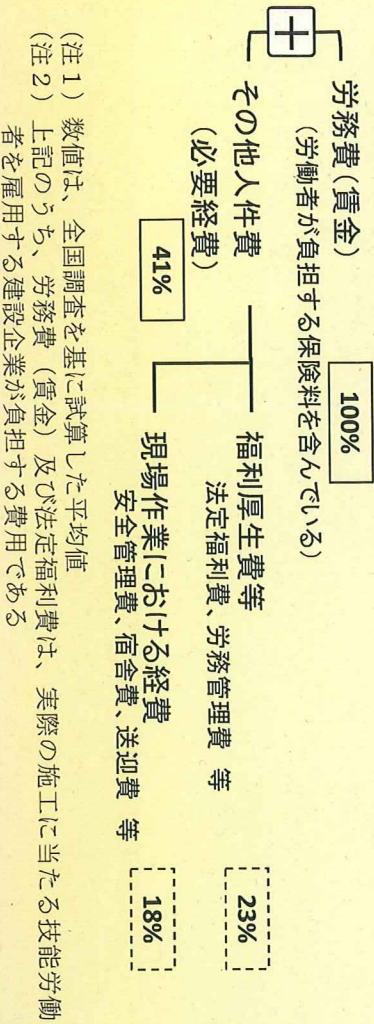 労務費(賃金)
100%
(労働者が負担する保険料を含んでいる)
+
その他人件費
(必要経費)
41%
福利厚生費等
法定福利費、労務管理費 等
23%
現場作業における経費
安全管理費、宿舎費、送迎費 等
18%
(注1) 数値は、全国調査を基に試算した平均値
(注2) 上記のうち、労務費(賃金)及び法定福利費は、実際の施工に当たる技能労働
者を雇用する建設企業が負担する費用である